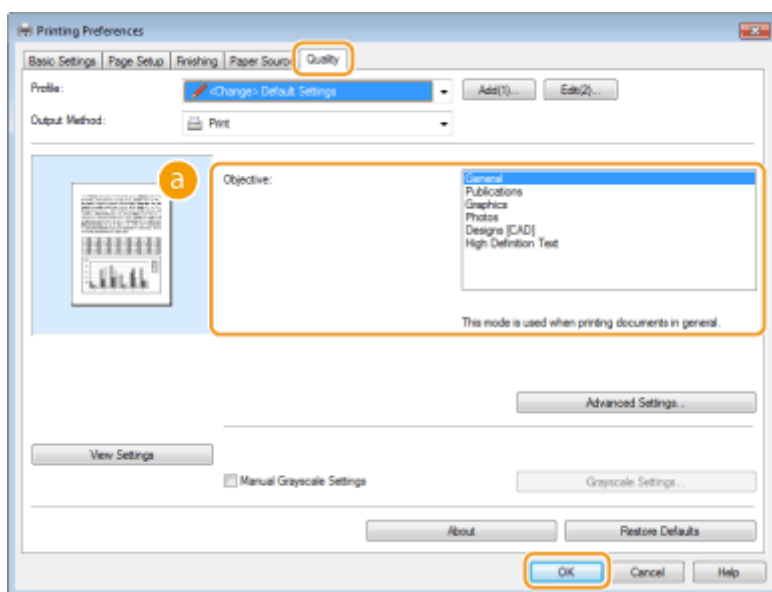 Printing Preferences
Basic Settings Page Setup Finishing Paper Source Quality
Profile: <Change> Default Settings Add(1)... Edit(2)...
Output Method: Print
a
Objective: General
Publications
Graphics
Photos
Designs [CAD]
High Definition Text
This mode is used when printing documents in general.
Advanced Settings...
View Settings
Manual Grayscale Settings Grayscale Settings...
About Restore Defaults
OK Cancel Help